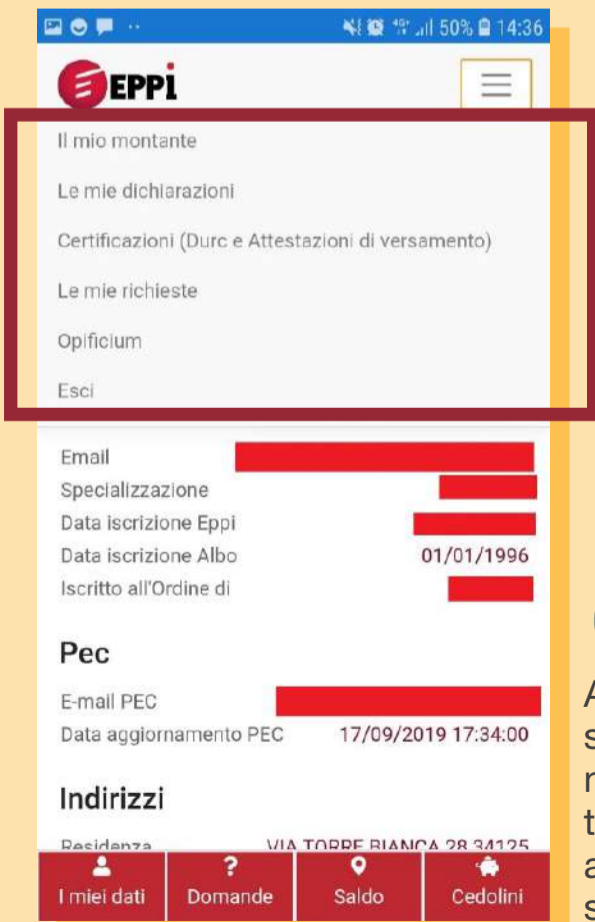 50% 14:36
EPPi
Il mio montante
Le mie dichiarazioni
Certificazioni (Durc e Attestazioni di versamento)
Le mie richieste
Opificium
Esci
Email
Specializzazione
Data iscrizione Eppi
Data iscrizione Albo 01/01/1996
Iscritto all'Ordine di
Pec
E-mail PEC
Data aggiornamento PEC 17/09/2019 17:34:00
Indirizzi
Residenza VIA TORRE BIANCA 28 34125
I miei dati ? Domande Saldo Cedolini